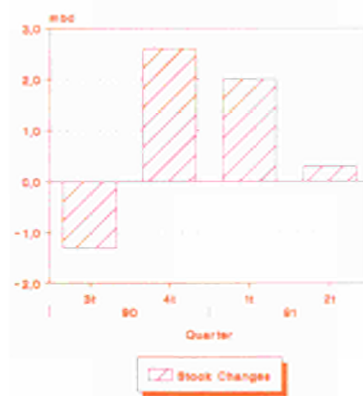 mbd
3,0
2,0
1,0
0,0
-1,0
-2,0
3t 4t 1t 2t
90 91
Quarter
Stock Changes